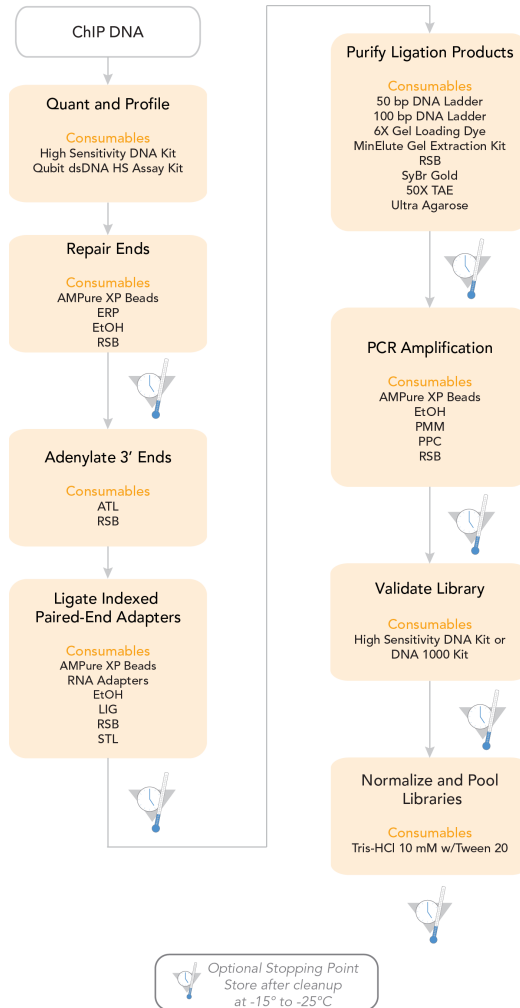 ChIP DNA
Quant and Profile
Consumables
High Sensitivity DNA Kit
Qubit dsDNA HS Assay Kit
Repair Ends
Consumables
AMPure XP Beads
ERP
EtOH
RSB
Adenylate 3’ Ends
Consumables
ATL
RSB
Ligate Indexed
Paired-End Adapters
Consumables
AMPure XP Beads
RNA Adapters
EtOH
LIG
RSB
STL
Purify Ligation Products
Consumables
50 bp DNA Ladder
100 bp DNA Ladder
6X Gel Loading Dye
MinElute Gel Extraction Kit
RSB
SyBr Gold
50X TAE
Ultra Agarose
PCR Amplification
Consumables
AMPure XP Beads
EtOH
PMM
PPC
RSB
Validate Library
Consumables
High Sensitivity DNA Kit or
DNA 1000 Kit
Normalize and Pool
Libraries
Consumables
Tris-HCl 10 mM w/Tween 20
Optional Stopping Point
Store after cleanup
at -15° to -25°C